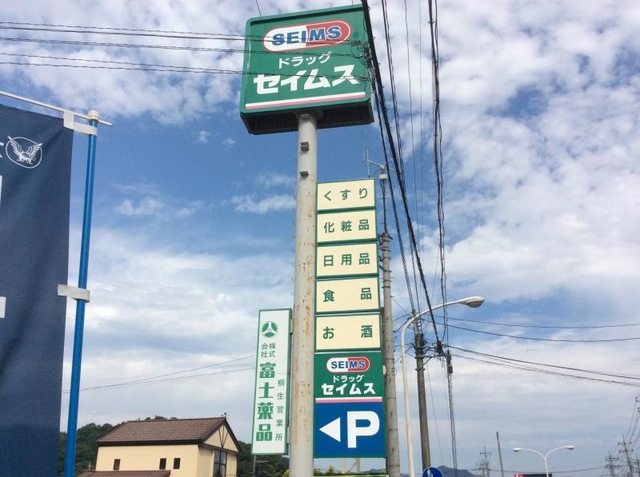 SEIMS
ドラッグ
セイムス
くすり
化粧品
日用品
食品
お酒
SEIMS
ドラッグ
セイムス
P
株式会社
富士薬品
桐生営業所